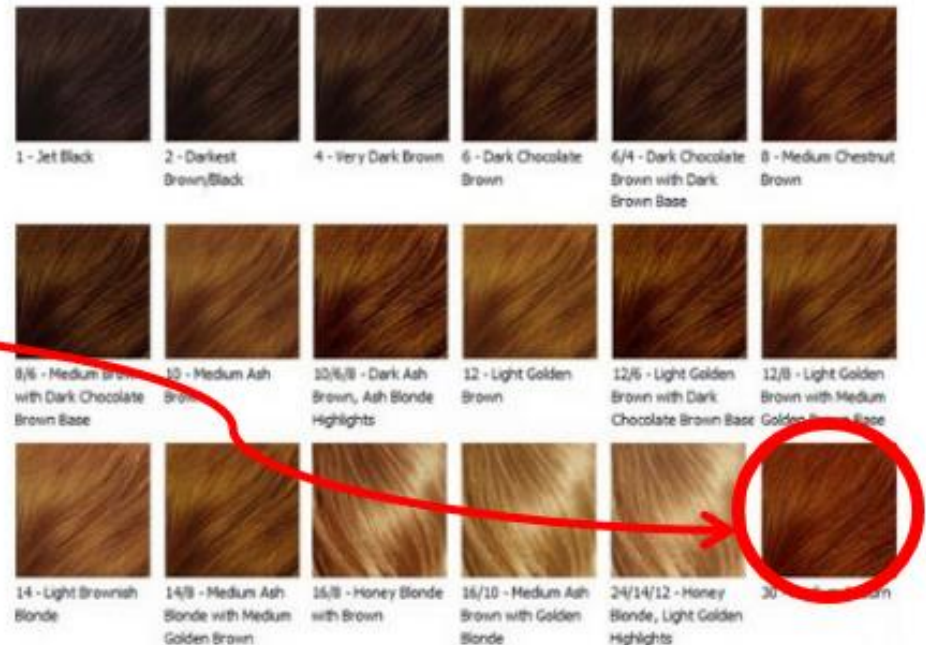 1 - Jet Black
2 - Darkest
Brown/Black
4 - Very Dark Brown
6 - Dark Chocolate
Brown
6/4 - Dark Chocolate
Brown with Dark
Brown Base
8 - Medium Chestnut
Brown
8/6 - Medium Brown
with Dark Chocolate
Brown Base
10 - Medium Ash
Brown
10/6/8 - Dark Ash
Brown, Ash Blonde
Highlights
12 - Light Golden
Brown
12/6 - Light Golden
Brown with Dark
Chocolate Brown Base
12/8 - Light Golden
Brown with Medium
Golden Brown Base
14 - Light Brownish
Blonde
14/8 - Medium Ash
Blonde with Medium
Golden Brown
16/8 - Honey Blonde
with Brown
16/10 - Medium Ash
Brown with Golden
Blonde
24/14/12 - Honey
Blonde, Light Golden
Highlights
30